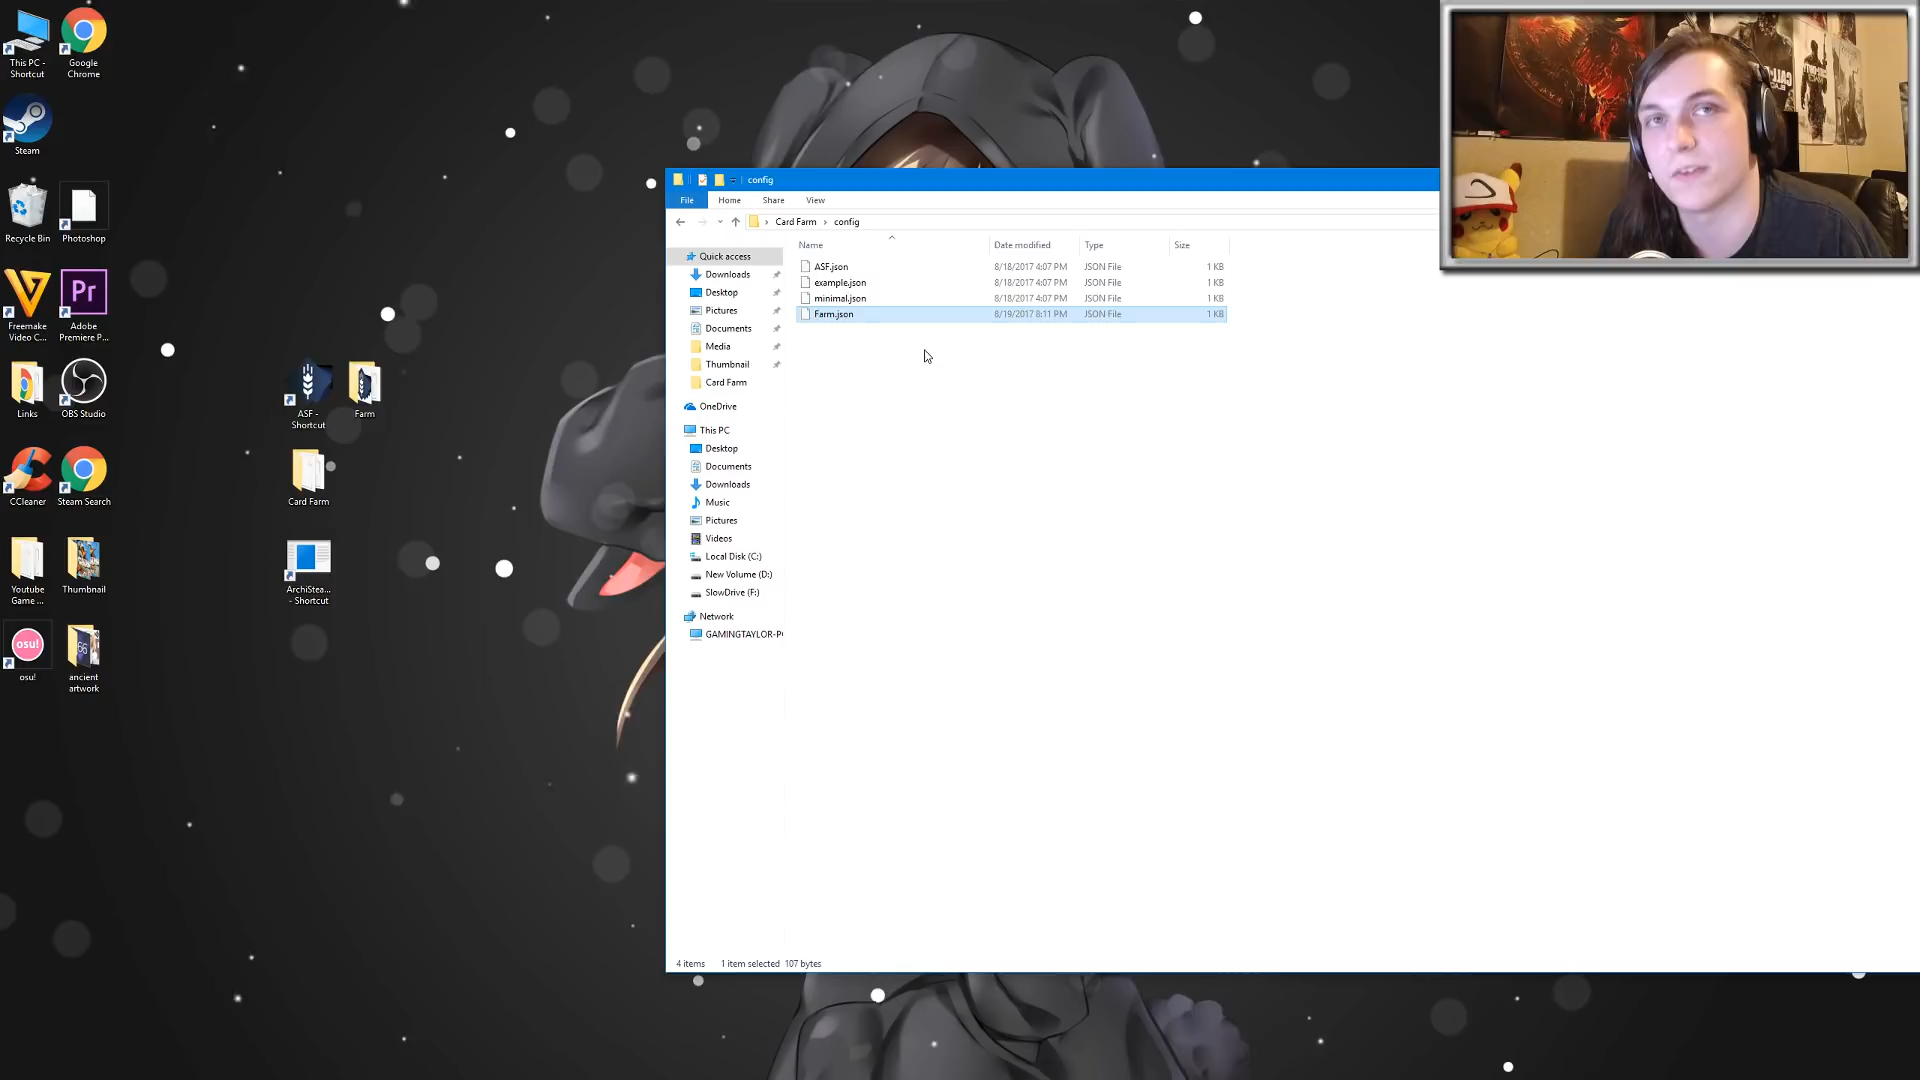 This PC -
Shortcut
Google
Chrome
Steam
Recycle Bin
Photoshop
Freemake
Video C...
Pr
Adobe
Premiere P...
Links
OBS Studio
CCleaner
Steam Search
Youtube
Game ...
Thumbnail
osu!
osu!
ancient
artwork
ASF -
Shortcut
Farm
Card Farm
ArchiStea...
- Shortcut
config
File
Home
Share
View
Card Farm
config
Name
Date modified
Type
Size
ASF.json
8/18/2017 4:07 PM
JSON File
1 KB
example.json
8/18/2017 4:07 PM
JSON File
1 KB
minimal.json
8/18/2017 4:07 PM
JSON File
1 KB
Farm.json
8/19/2017 8:11 PM
JSON File
1 KB
Quick access
Downloads
Desktop
Pictures
Documents
Media
Thumbnail
Card Farm
OneDrive
This PC
Desktop
Documents
Downloads
Music
Pictures
Videos
Local Disk (C:)
New Volume (D:)
SlowDrive (F:)
Network
GAMINGTAYLOR-P
4 items
1 item selected
107 bytes